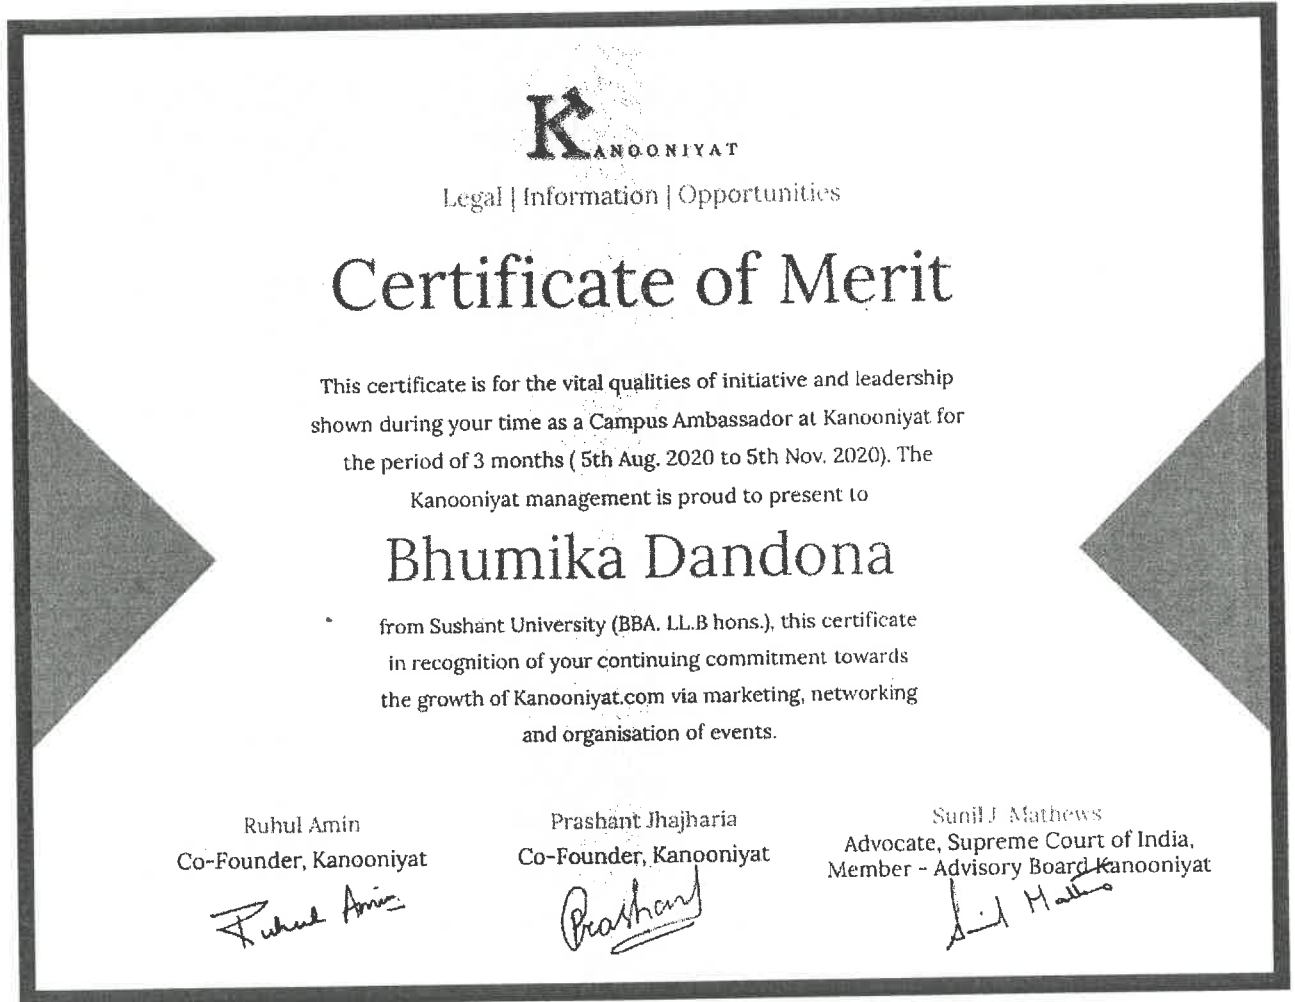 KANOONIYAT
Legal | Information | Opportunities
Certificate of Merit
This certificate is for the vital qualities of initiative and leadership
shown during your time as a Campus Ambassador at Kanooniyat for
the period of 3 months ( 5th Aug. 2020 to 5th Nov. 2020). The
Kanooniyat management is proud to present to
Bhumika Dandona
from Sushant University (BBA. LL.B hons.), this certificate
in recognition of your continuing commitment towards
the growth of Kanooniyat.com via marketing, networking
and organisation of events.
Ruhul Amin
Co-Founder, Kanooniyat
Ruhul Amin
Prashant Jhajharia
Co-Founder, Kanooniyat
Prashant
Sunil J Mathews
Advocate, Supreme Court of India,
Member - Advisory Board Kanooniyat
Sunil Mathews